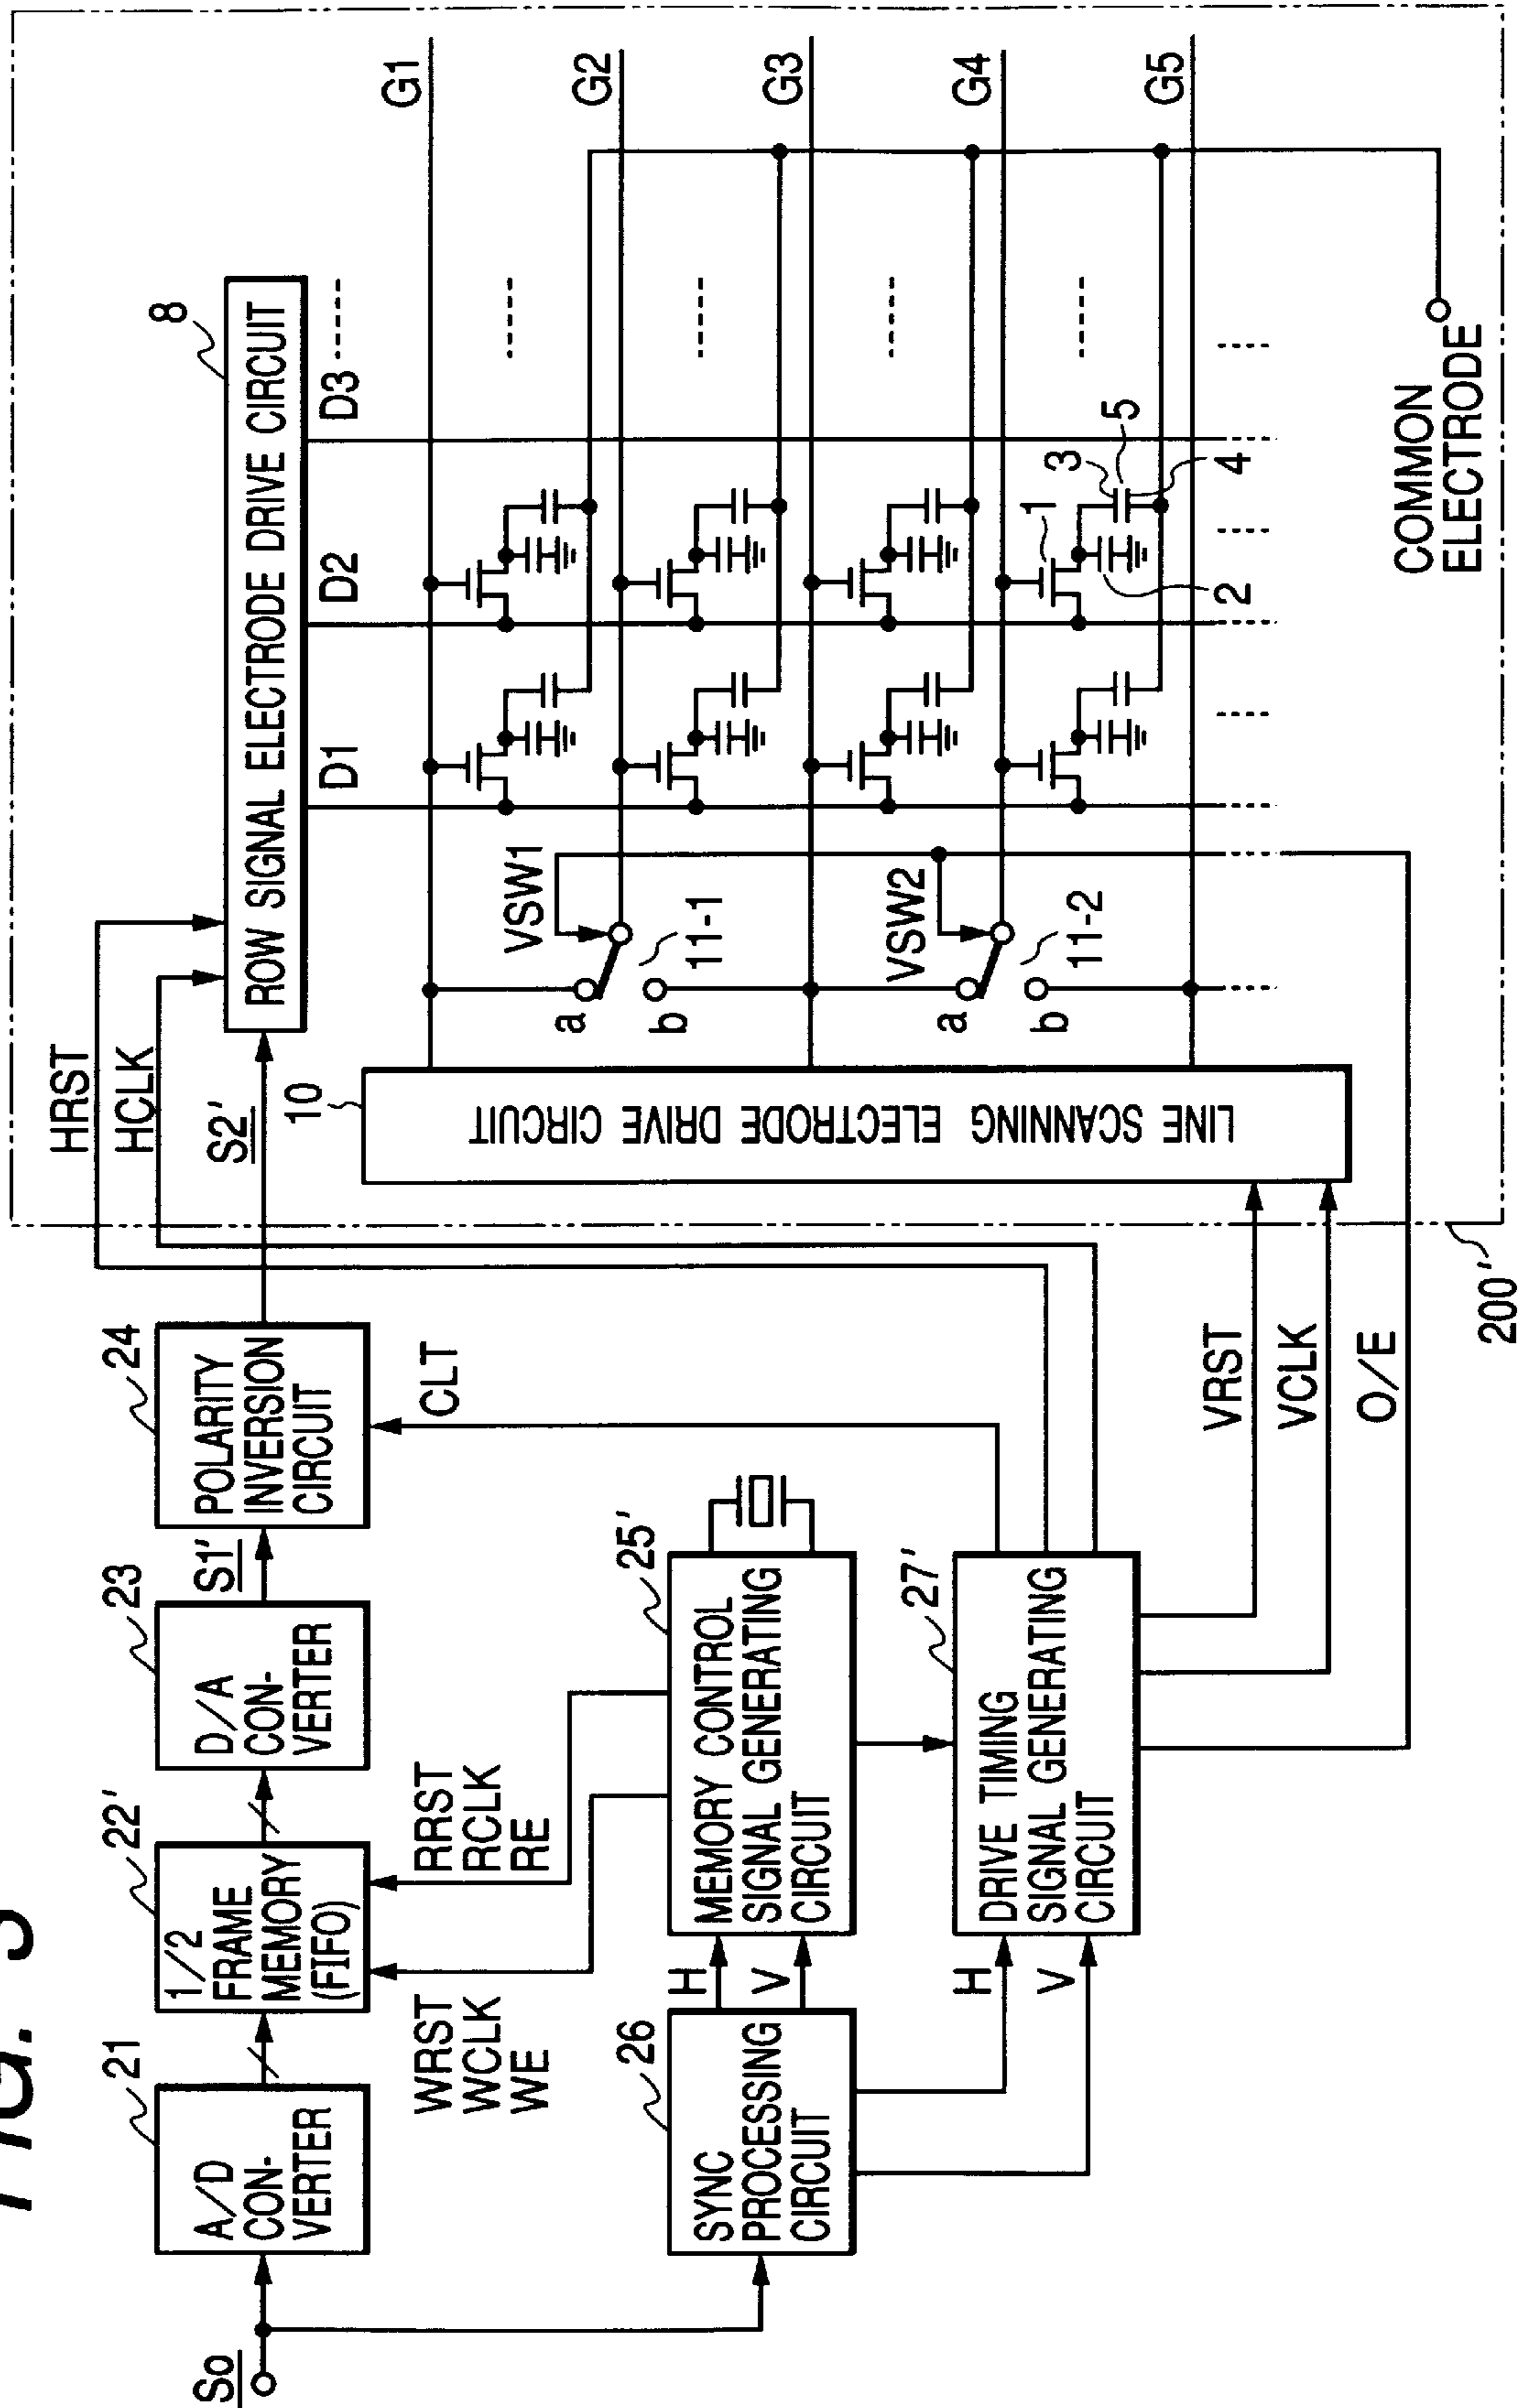 FIG. 3
So
21
A/D
CON-
VERTER
22'
1/2
FRAME
MEMORY
(FIFO)
23
D/A
CON-
VERTER
S1'
24
POLARITY
INVERSION
CIRCUIT
S2'
HRST
HCLK
8
ROW SIGNAL ELECTRODE DRIVE CIRCUIT
D1
D2
D3
WRST
WCLK
WE
RRST
RCLK
RE
CLT
26
SYNC
PROCESSING
CIRCUIT
H
V
25'
MEMORY CONTROL
SIGNAL GENERATING
CIRCUIT
H
V
27'
DRIVE TIMING
SIGNAL GENERATING
CIRCUIT
VRST
VCLK
O/E
200'
10
LINE SCANNING ELECTRODE DRIVE CIRCUIT
G1
VSW1
a
b
11-1
G2
G3
VSW2
a
b
11-2
G4
1
2
3
5
4
G5
COMMON
ELECTRODE